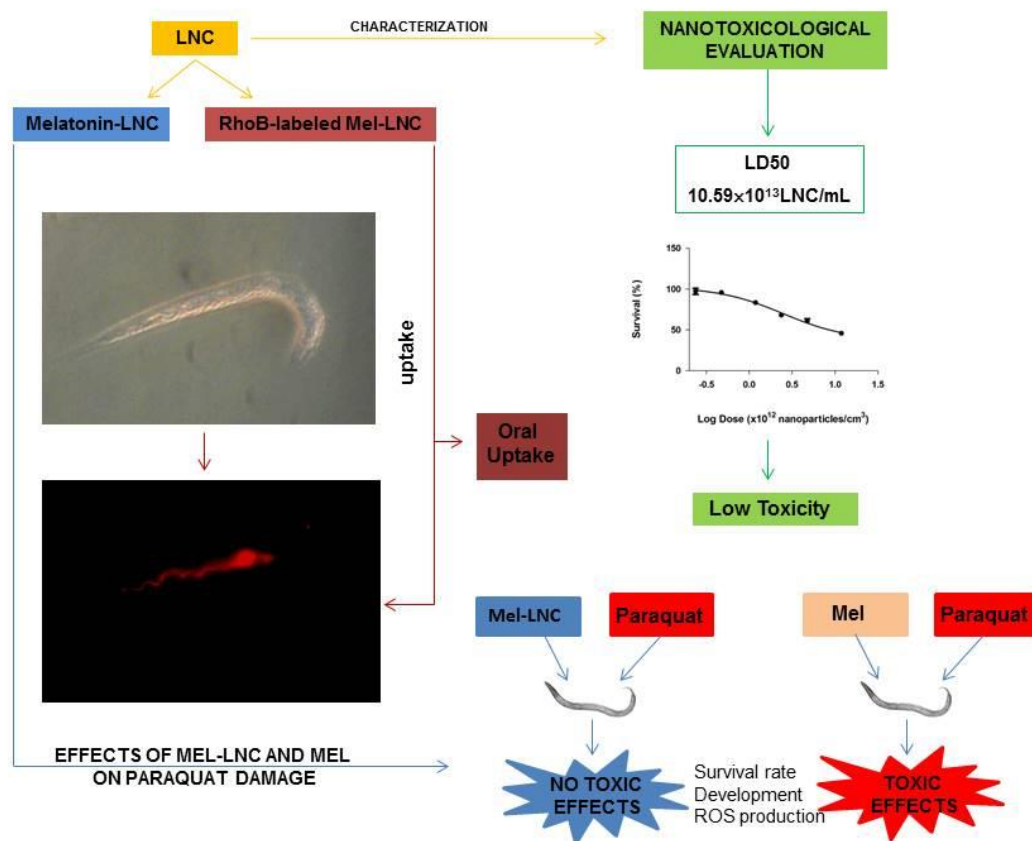 LNC
CHARACTERIZATION
NANOTOXICOLOGICAL
EVALUATION
Melatonin-LNC
RhoB-labeled Mel-LNC
LD50
10.59×10¹³LNC/mL
uptake
Oral
Uptake
Survival (%)
150
100
50
0
-0.5 0.0 0.5 1.0 1.5
Log Dose (x10¹² nanoparticles/cm³)
Low Toxicity
Mel-LNC
Paraquat
Mel
Paraquat
EFFECTS OF MEL-LNC AND MEL
ON PARAQUAT DAMAGE
NO TOXIC
EFFECTS
Survival rate
Development
ROS production
TOXIC
EFFECTS